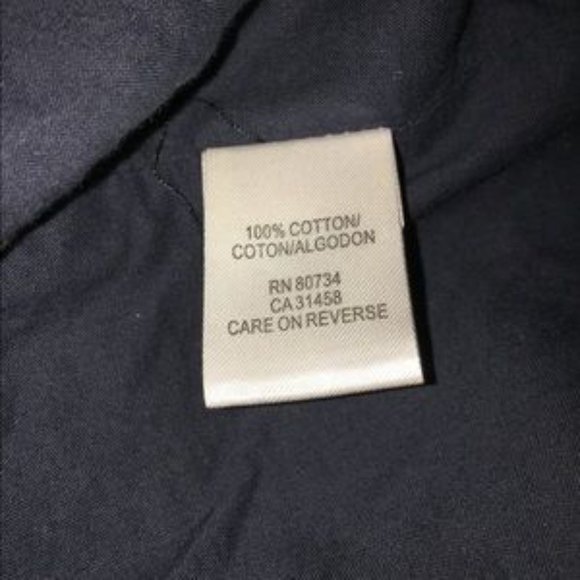 100% COTTON/
COTON/ALGODON
RN 80734
CA 31458
CARE ON REVERSE